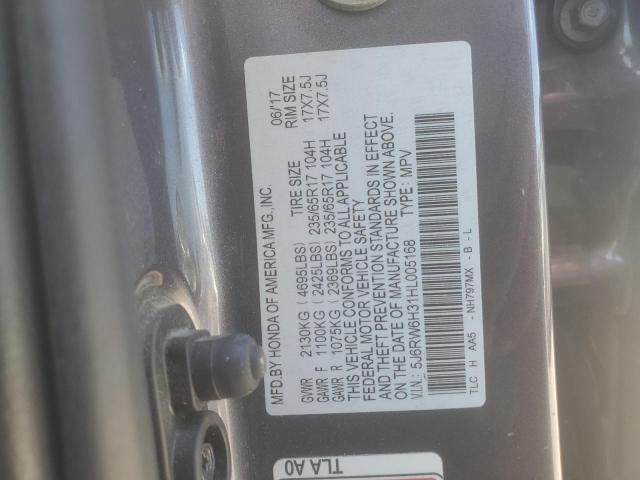 MFD.BY HONDA OF AMERICA MFG.,INC. 06/'17
TIRE SIZE RIM SIZE
GVWR 2130KG (4695LBS)
GAWR F 1100KG (2425LBS) 235/65R17 104H 17X7.5J
GAWR R 1075KG (2369LBS) 235/65R17 104H 17X7.5J
THIS VEHICLE CONFORMS TO ALL APPLICABLE
FEDERAL MOTOR VEHICLE SAFETY
AND THEFT PREVENTION STANDARDS IN EFFECT
ON THE DATE OF MANUFACTURE SHOWN ABOVE.
V.I.N.: 5J6RW6H31HL005168 TYPE: MPV
TLC H AA5 - NH797MX - B - L
TLA A0